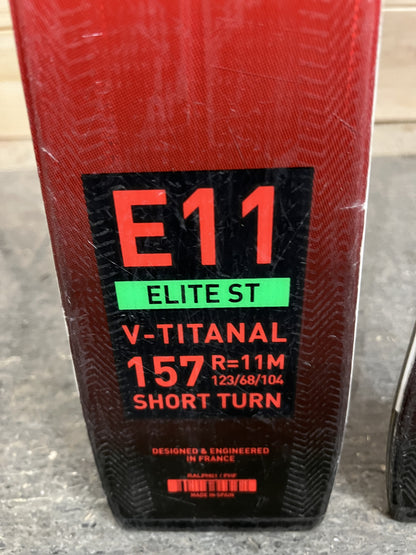 E11
ELITE ST
V-TITANAL
157 R=11M
123/68/104
SHORT TURN
DESIGNED & ENGINEERED
IN FRANCE
MADE IN SPAIN